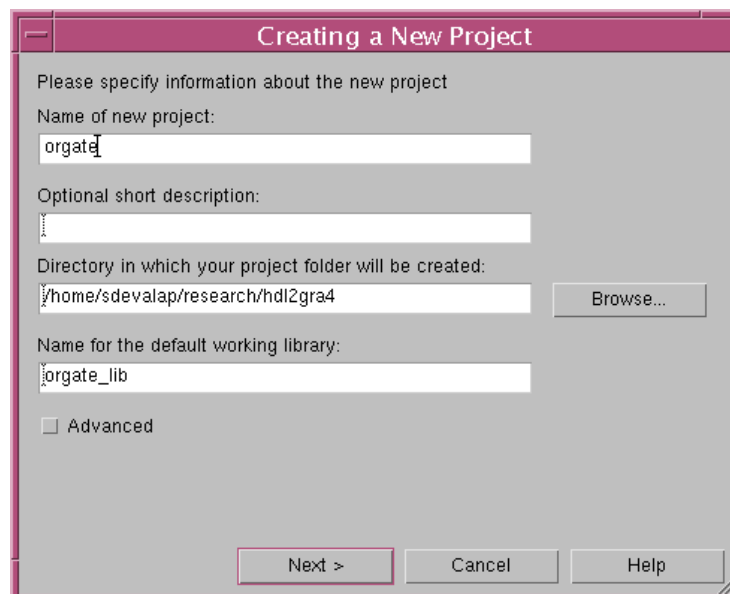 Creating a New Project
Please specify information about the new project
Name of new project:
orgate
Optional short description:
Directory in which your project folder will be created:
/home/sdevalap/research/hdl2gra4
Browse...
Name for the default working library:
orgate_lib
Advanced
Next >
Cancel
Help